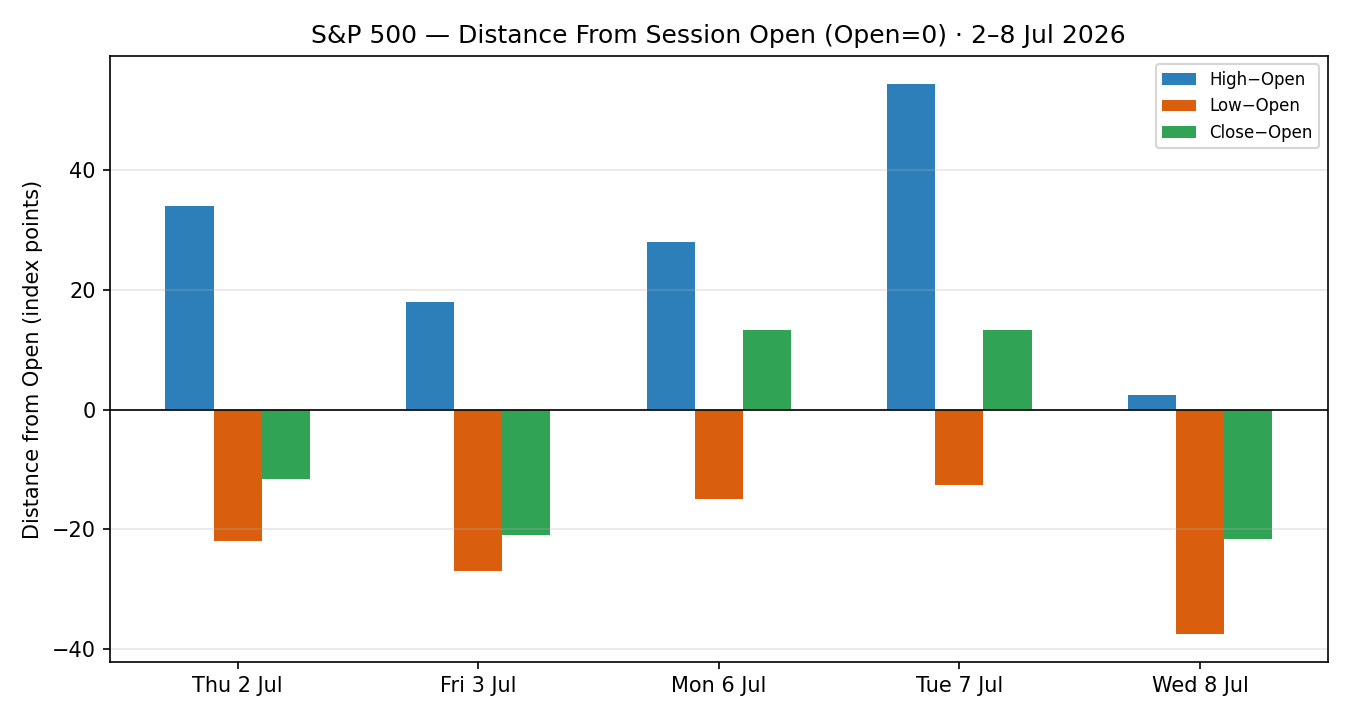 S&P 500 — Distance From Session Open (Open=0) · 2–8 Jul 2026
High−Open
Low−Open
Close−Open
Distance from Open (index points)
40
20
0
−20
−40
Thu 2 Jul
Fri 3 Jul
Mon 6 Jul
Tue 7 Jul
Wed 8 Jul